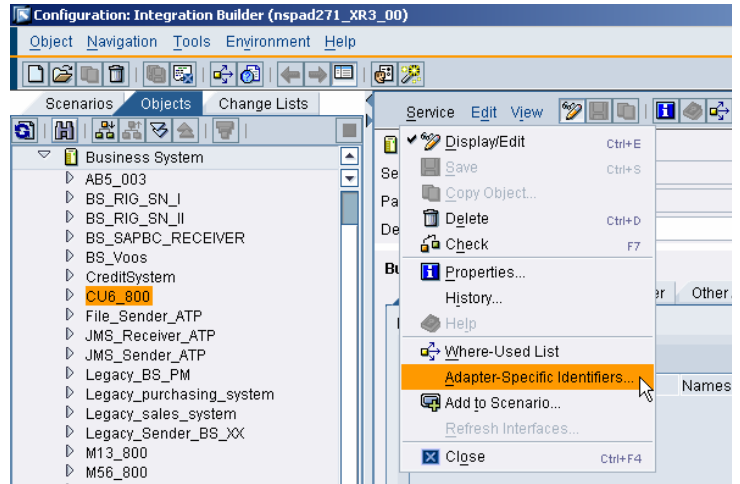 Configuration: Integration Builder (nspad271_XR3_00)
Object Navigation Tools Environment Help
Scenarios Objects Change Lists
Business System
AB5_003
BS_RIG_SN_I
BS_RIG_SN_II
BS_SAPBC_RECEIVER
BS_Voos
CreditSystem
CU6_800
File_Sender_ATP
JMS_Receiver_ATP
JMS_Sender_ATP
Legacy_BS_PM
Legacy_purchasing_system
Legacy_sales_system
Legacy_Sender_BS_XX
M13_800
M56_800
Service Edit View
Display/Edit Ctrl+E
Se
Save Ctrl+S
Pa
Copy Object...
Delete Ctrl+D
De
Check F7
Bu
Properties...
History...
er Other
Help
Where-Used List
Adapter-Specific Identifiers...
Names
Add to Scenario...
Refresh Interfaces...
Close Ctrl+F4